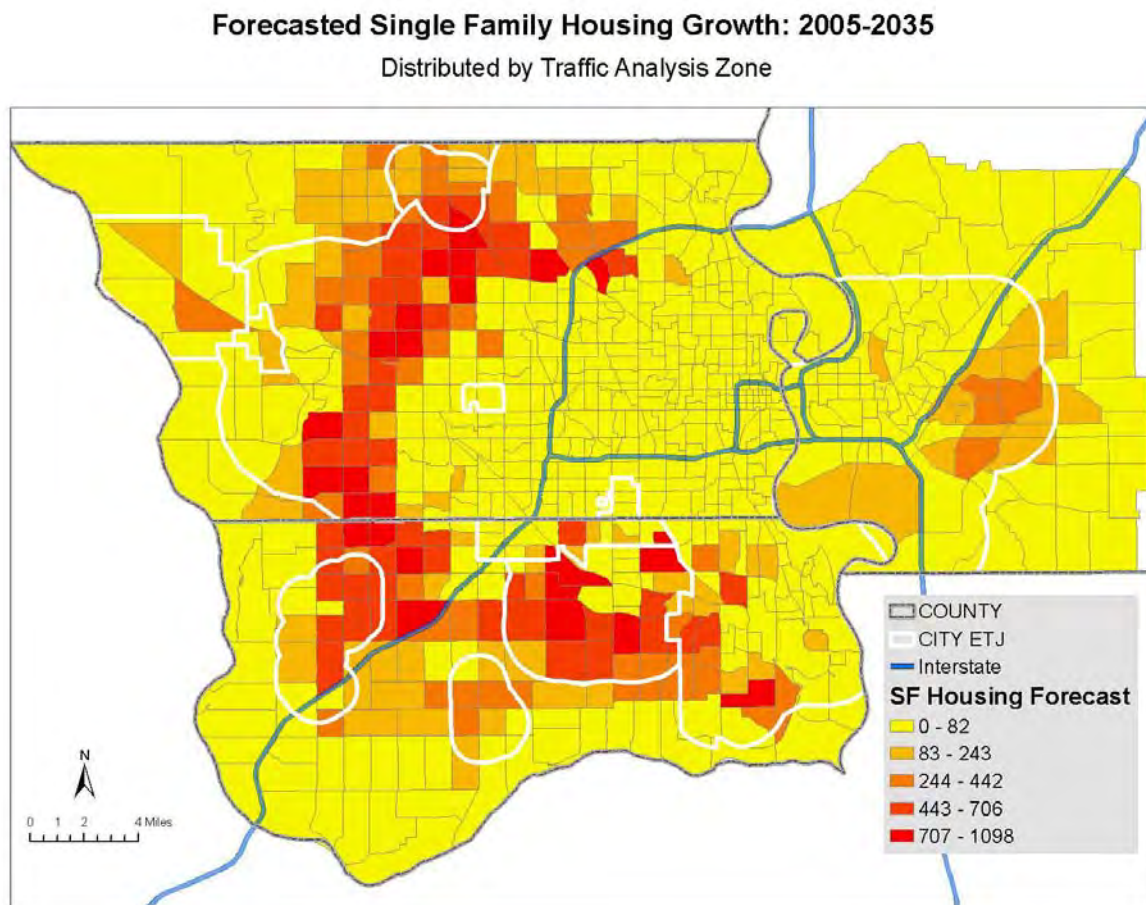 Forecasted Single Family Housing Growth: 2005-2035
Distributed by Traffic Analysis Zone
COUNTY
CITY ETJ
Interstate
SF Housing Forecast
0 - 82
83 - 243
244 - 442
443 - 706
707 - 1098
N
0 1 2 4 Miles